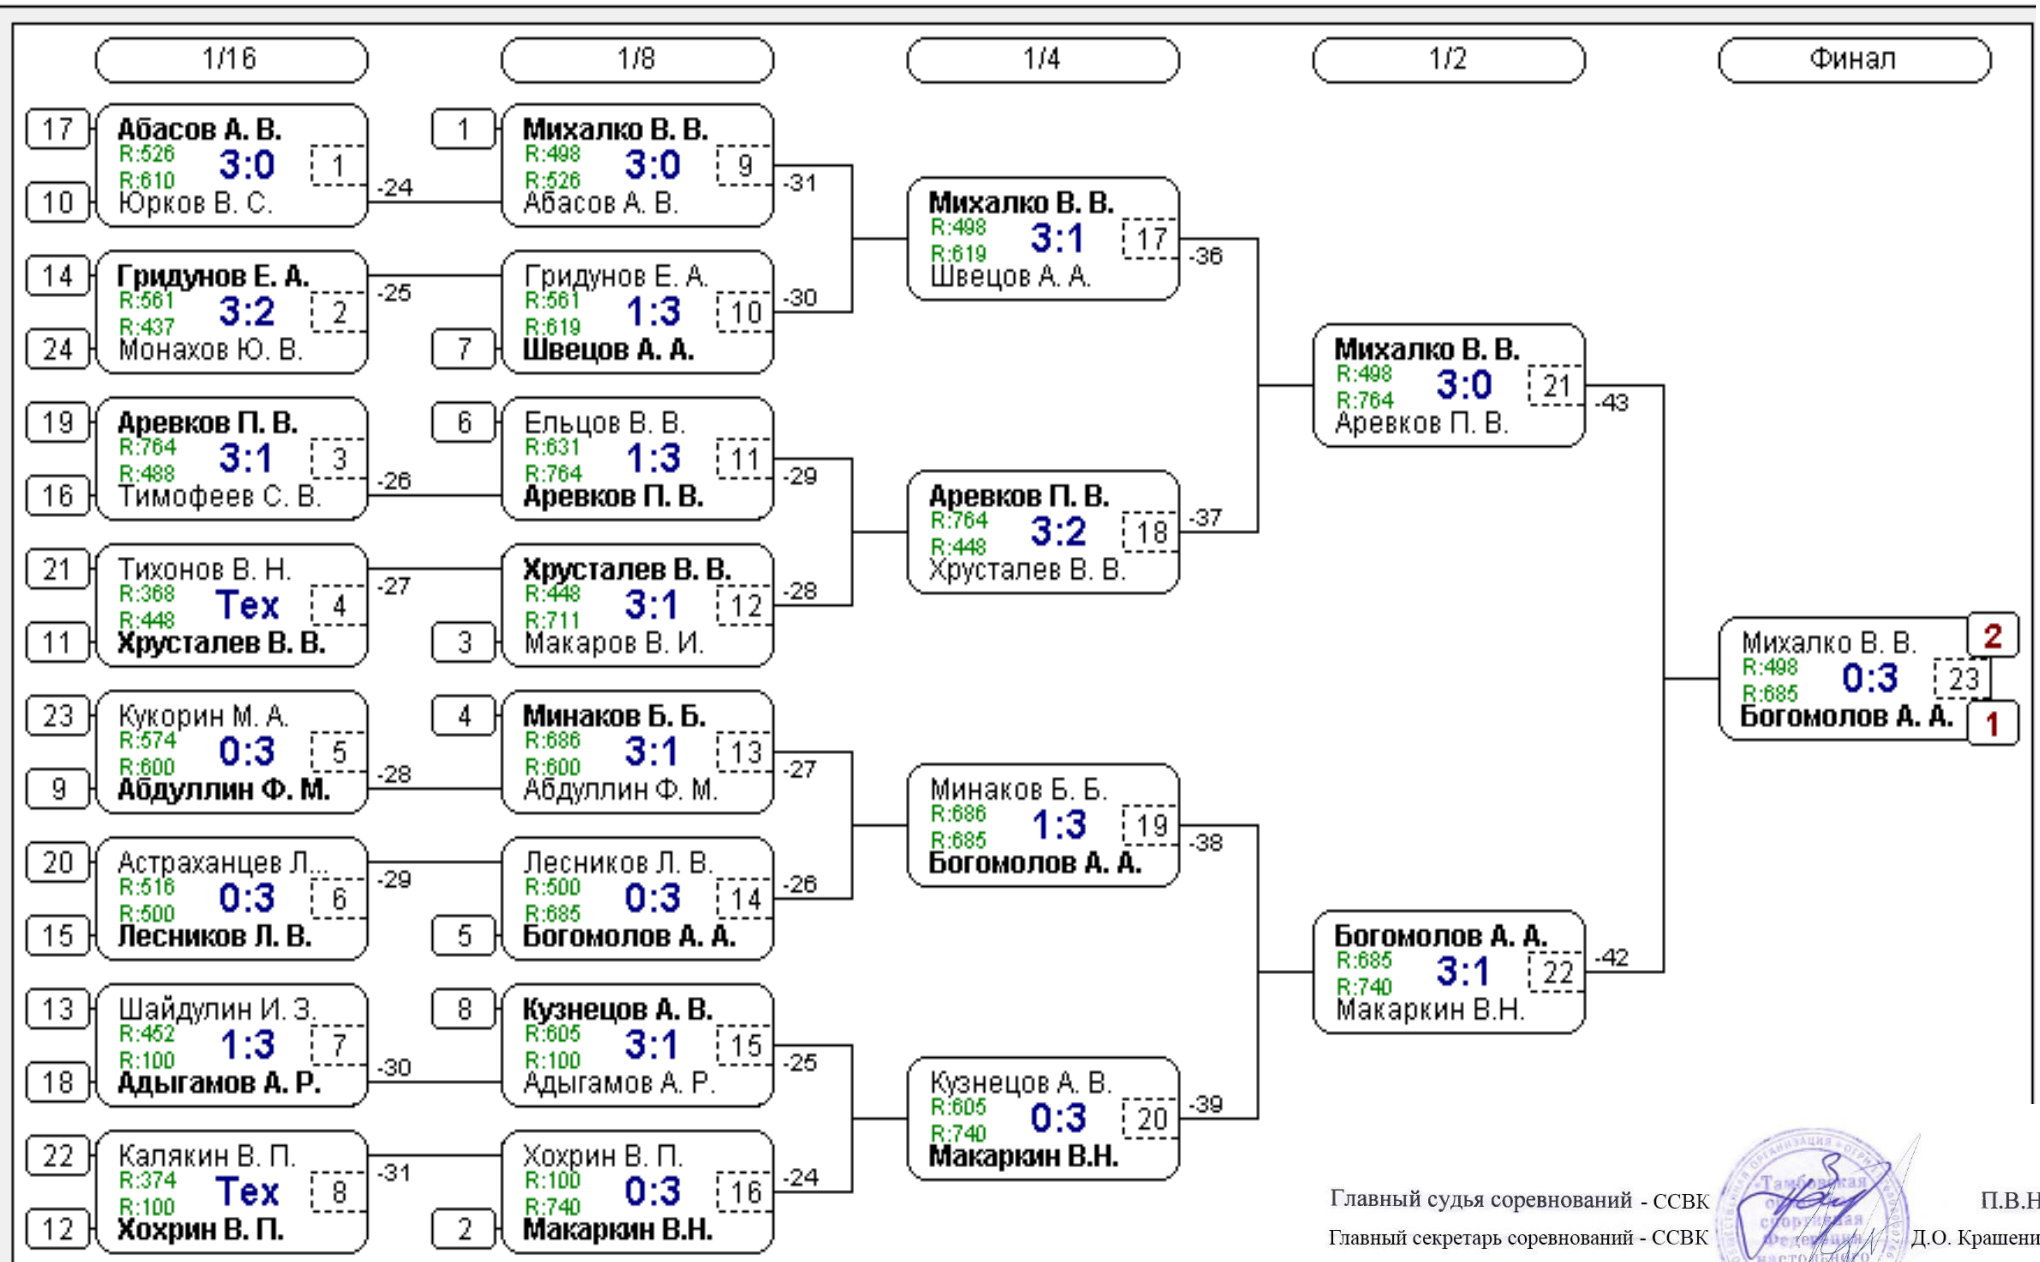 1/16
1/8
1/4
1/2
Финал
17
Абасов А. В.
R:526
3:0
1
R:610
10
Юрков В. С.
-24
14
Гридунов Е. А.
R:561
3:2
2
R:437
24
Монахов Ю. В.
-25
19
Аревков П. В.
R:764
3:1
3
R:488
16
Тимофеев С. В.
-26
21
Тихонов В. Н.
R:368
Тех
4
R:448
11
Хрусталев В. В.
-27
23
Кукорин М. А.
R:574
0:3
5
R:600
9
Абдуллин Ф. М.
-28
20
Астраханцев Л...
R:516
0:3
6
R:500
15
Лесников Л. В.
-29
13
Шайдулин И. З.
R:452
1:3
7
R:100
18
Адыгамов А. Р.
-30
22
Калякин В. П.
R:374
Тех
8
R:100
12
Хохрин В. П.
-31
1
Михалко В. В.
R:498
3:0
9
R:526
Абасов А. В.
-31
Гридунов Е. А.
R:561
1:3
10
R:619
7
Швецов А. А.
-30
6
Ельцов В. В.
R:631
1:3
11
R:764
Аревков П. В.
-29
Хрусталев В. В.
R:448
3:1
12
R:711
3
Макаров В. И.
-28
4
Минаков Б. Б.
R:686
3:1
13
R:600
Абдуллин Ф. М.
-27
Лесников Л. В.
R:500
0:3
14
R:685
5
Богомолов А. А.
-26
8
Кузнецов А. В.
R:605
3:1
15
R:100
Адыгамов А. Р.
-25
Хохрин В. П.
R:100
0:3
16
R:740
2
Макаркин В.Н.
-24
Михалко В. В.
R:498
3:1
17
R:619
Швецов А. А.
-36
Аревков П. В.
R:764
3:2
18
R:448
Хрусталев В. В.
-37
Минаков Б. Б.
R:686
1:3
19
R:685
Богомолов А. А.
-38
Кузнецов А. В.
R:605
0:3
20
R:740
Макаркин В.Н.
-39
Михалко В. В.
R:498
3:0
21
R:764
Аревков П. В.
-43
Богомолов А. А.
R:685
3:1
22
R:740
Макаркин В.Н.
-42
Михалко В. В.
2
R:498
0:3
23
R:685
Богомолов А. А.
1
Главный судья соревнований - ССВК П.В.Н
Главный секретарь соревнований - ССВК Д.О. Крашени
Тамбовская
спортивная
федерация
настольного